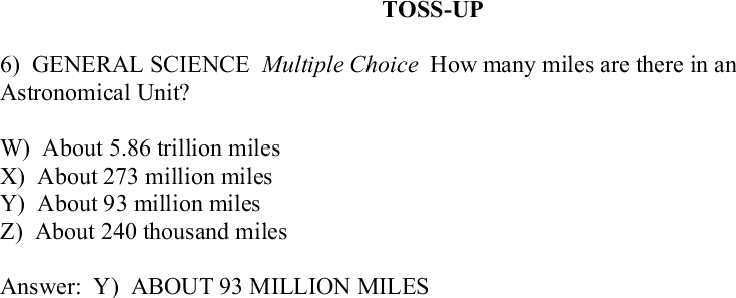 TOSS-UP
6) GENERAL SCIENCE Multiple Choice How many miles are there in an
Astronomical Unit?
W) About 5.86 trillion miles
X) About 273 million miles
Y) About 93 million miles
Z) About 240 thousand miles
Answer: Y) ABOUT 93 MILLION MILES